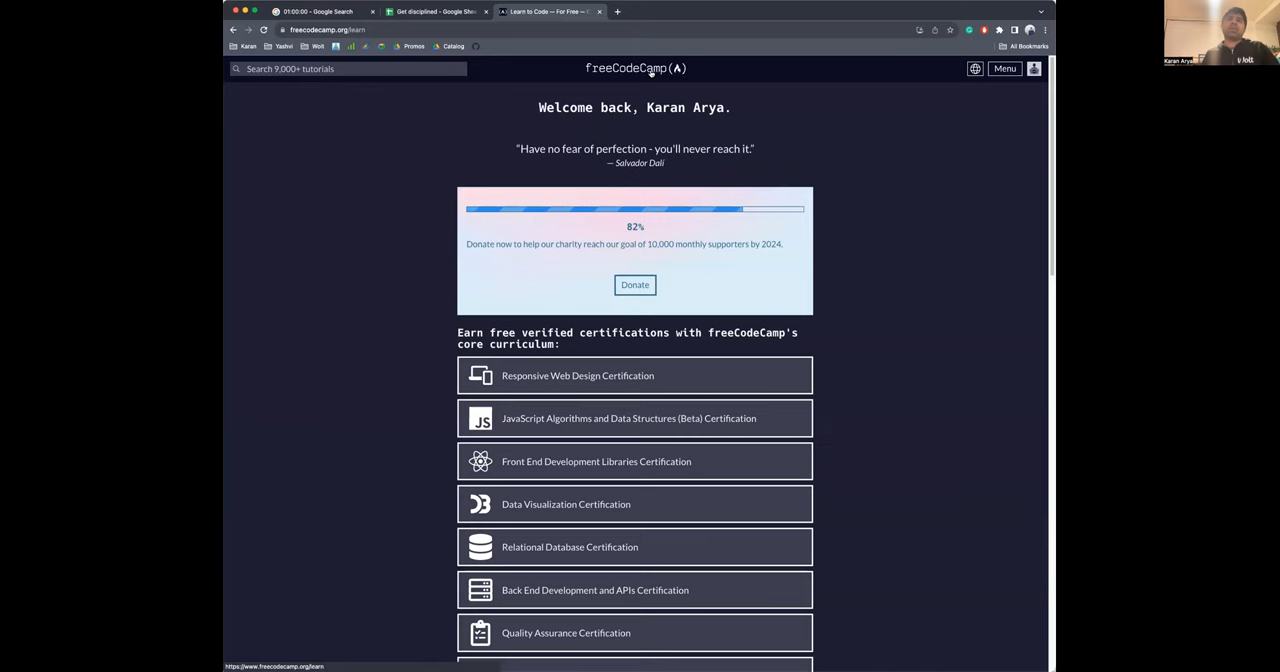 01:00:00 - Google Search
Get disciplined - Google She
Learn to Code — For Free — C
freecodecamp.org/learn
Karan
Yashvi
Wolt
Promos
Catalog
All Bookmarks
Karan Arya
Search 9,000+ tutorials
freeCodeCamp
Menu
Welcome back, Karan Arya.
“Have no fear of perfection - you'll never reach it.”
— Salvador Dalí
82%
Donate now to help our charity reach our goal of 10,000 monthly supporters by 2024.
Donate
Earn free verified certifications with freeCodeCamp's
core curriculum:
Responsive Web Design Certification
JS
JavaScript Algorithms and Data Structures (Beta) Certification
Front End Development Libraries Certification
Data Visualization Certification
Relational Database Certification
Back End Development and APIs Certification
Quality Assurance Certification
https://www.freecodecamp.org/learn